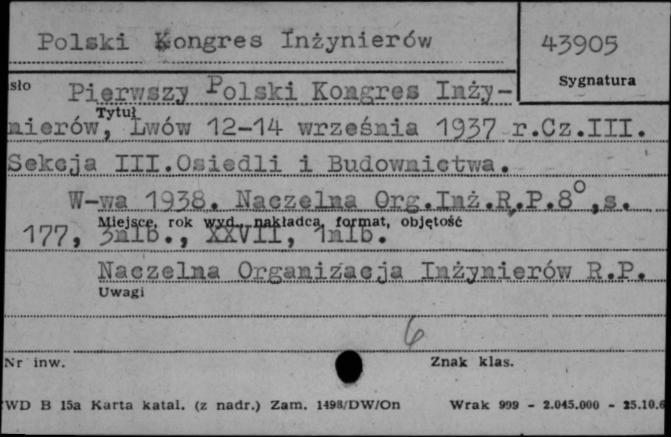 Polski Kongres Inżynierów
43905
Sygnatura
sło Pierwszy Polski Kongres Inży-
Tytuł
nierów, Lwów 12-14 września 1937 r.Cz.III.
Sekcja III.Osiedli i Budownictwa.
W-wa 1938. Naczelna Org.Inż.R.P.8°,s.
Miejsce, rok wyd., nakładca, format, objętość
177, 3nlb., XXVII, 1nlb.
Naczelna Organizacja Inżynierów R.P.
Uwagi
6
Nr inw.
Znak klas.
WD B 15a Karta katal. (z nadr.) Zam. 1498/DW/On
Wrak 999 - 2.045.000 - 25.10.6